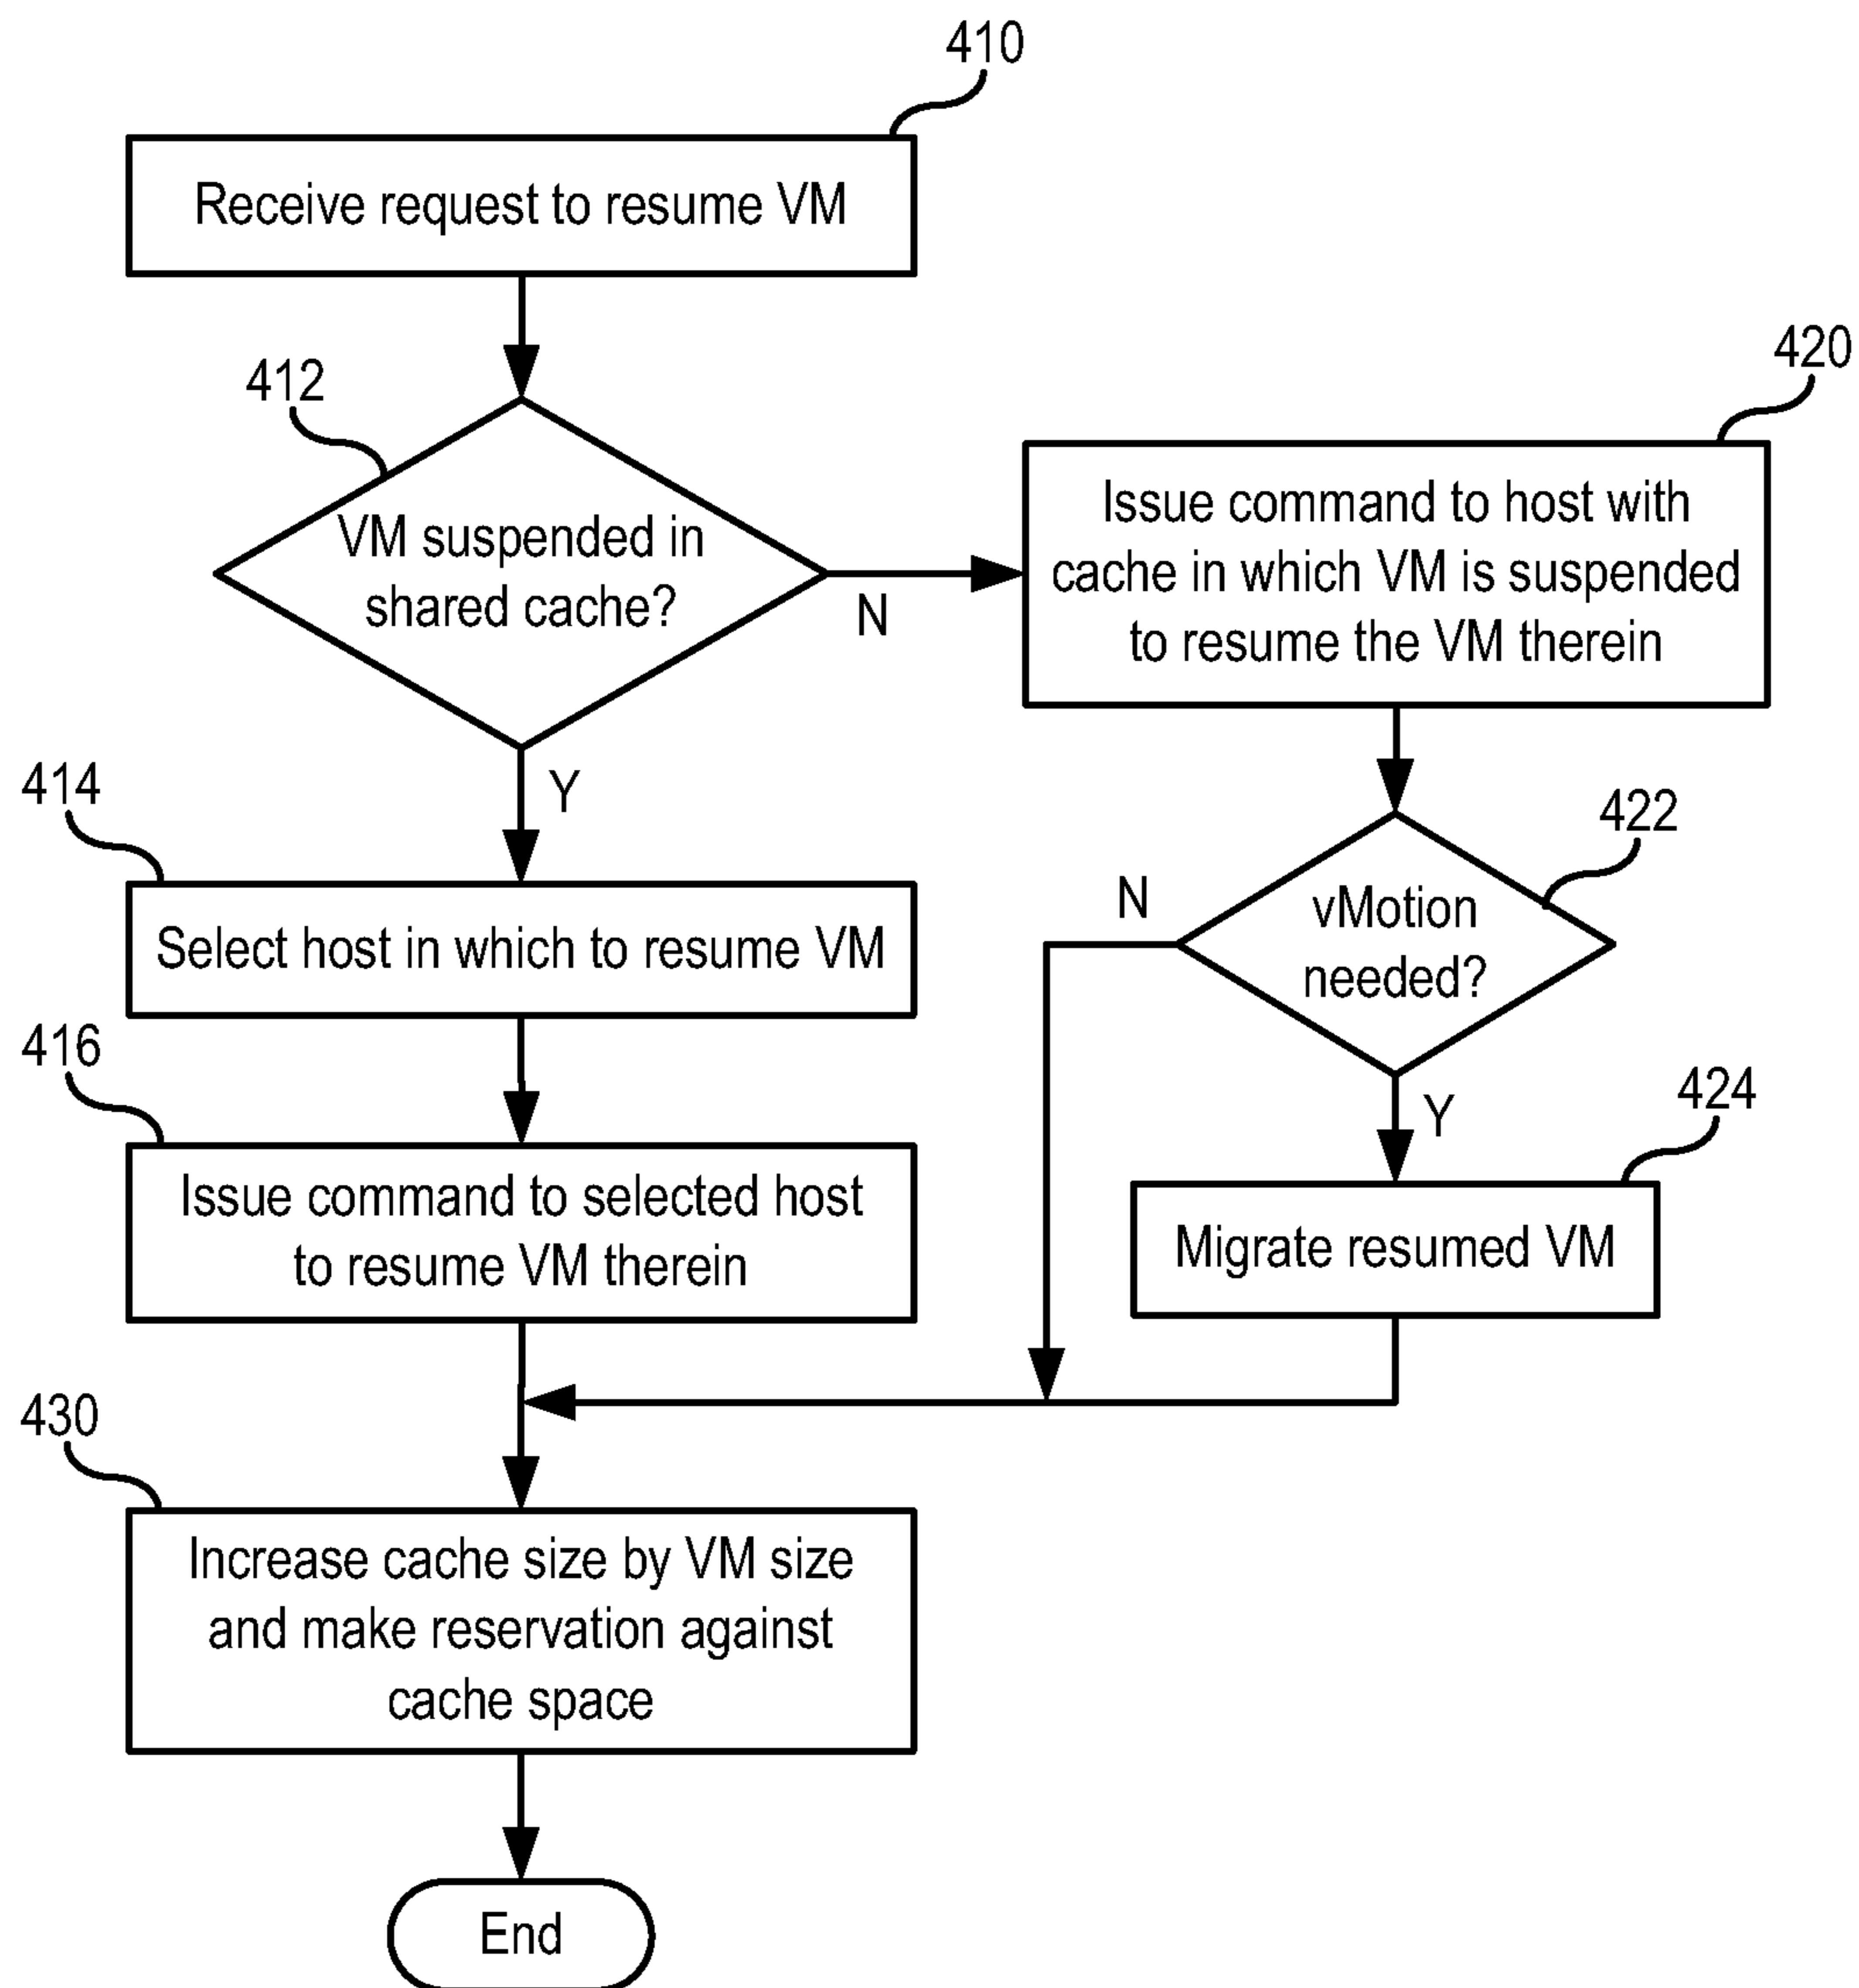 410
Receive request to resume VM
412
VM suspended in
shared cache?
N
Y
420
Issue command to host with
cache in which VM is suspended
to resume the VM therein
414
Select host in which to resume VM
422
vMotion
needed?
N
Y
416
Issue command to selected host
to resume VM therein
424
Migrate resumed VM
430
Increase cache size by VM size
and make reservation against
cache space
End